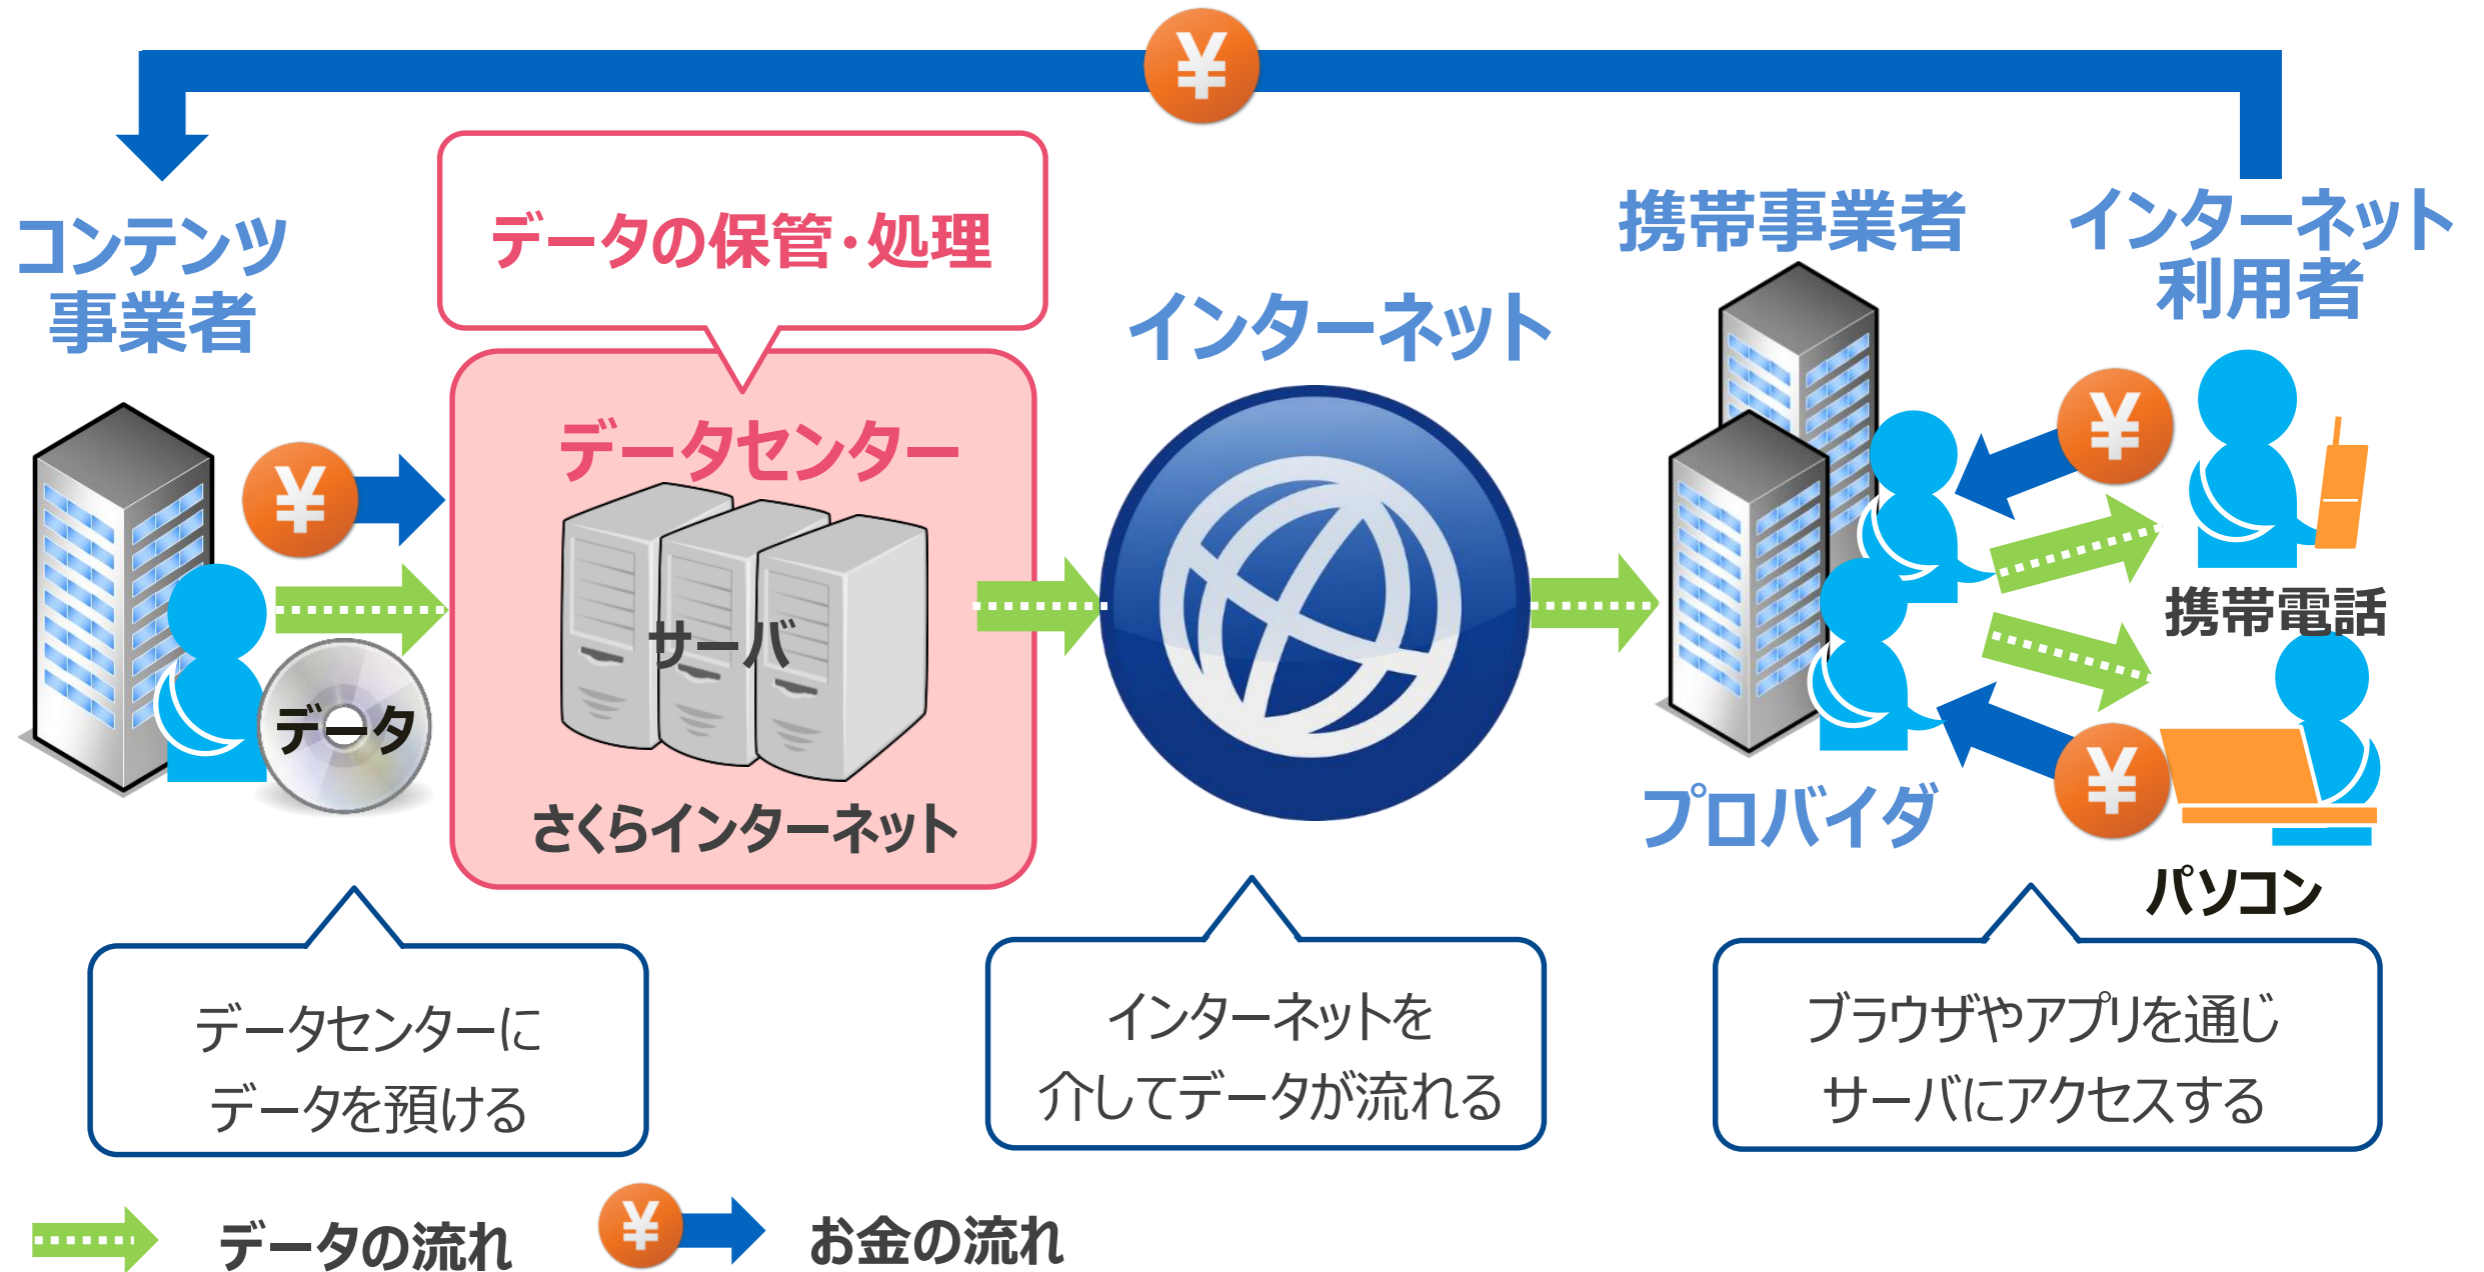 ¥
コンテンツ
事業者
データの保管・処理
インターネット
携帯事業者
インターネット
利用者
¥
データ
データセンター
サーバ
さくらインターネット
プロバイダ
¥
携帯電話
¥
パソコン
データセンターに
データを預ける
インターネットを
介してデータが流れる
ブラウザやアプリを通じ
サーバにアクセスする
データの流れ
¥
お金の流れ